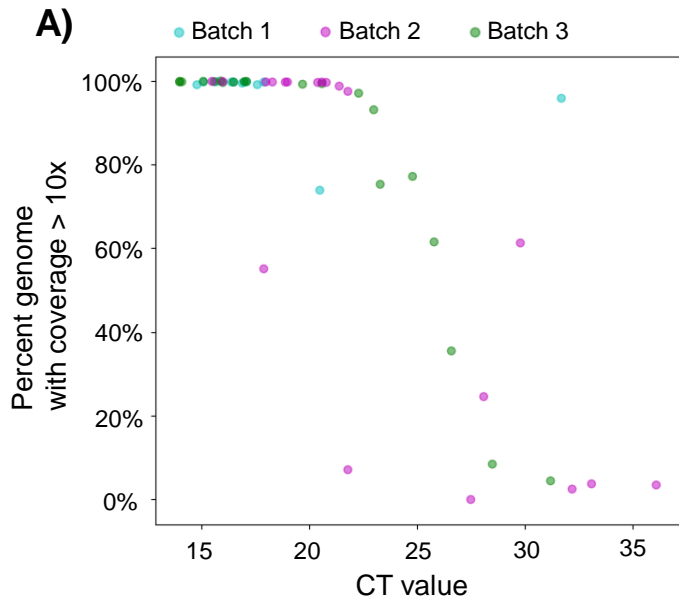 A)
Batch 1
Batch 2
Batch 3
100%
80%
60%
40%
20%
0%
Percent genome
with coverage > 10x
15
20
25
30
35
CT value